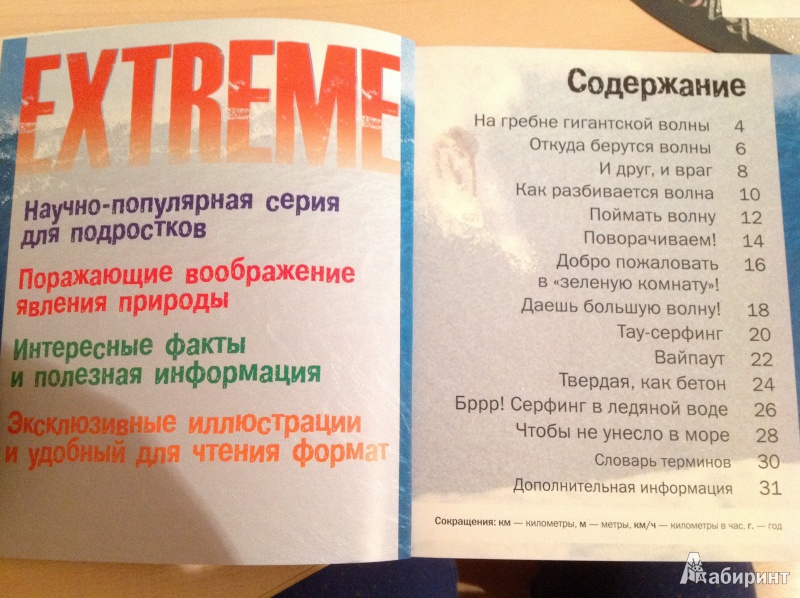 EXTREME
Научно-популярная серия
для подростков
Поражающие воображение
явления природы
Интересные факты
и полезная информация
Эксклюзивные иллюстрации
и удобный для чтения формат
Содержание
На гребне гигантской волны 4
Откуда берутся волны 6
И друг, и враг 8
Как разбивается волна 10
Поймать волну 12
Поворачиваем! 14
Добро пожаловать 16
в «зеленую комнату»!
Даешь большую волну! 18
Тау-серфинг 20
Вайпаут 22
Твердая, как бетон 24
Бррр! Серфинг в ледяной воде 26
Чтобы не унесло в море 28
Словарь терминов 30
Дополнительная информация 31
Сокращения: км — километры, м — метры, км/ч — километры в час, г. — год
Лабиринт